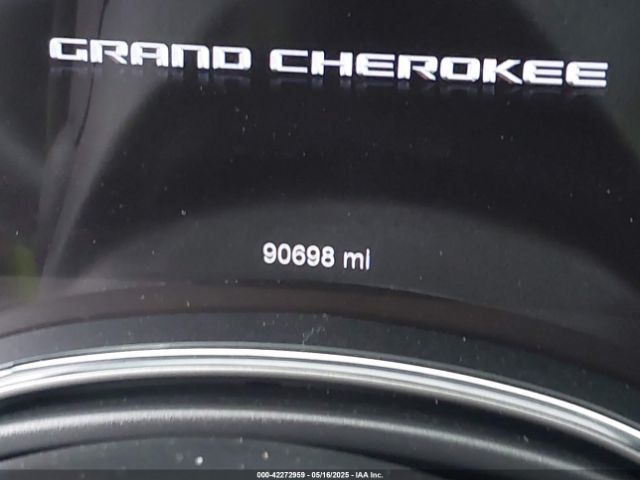 GRAND CHEROKEE
90698 mi
000-42272959 - 05/16/2025 - IAA Inc.